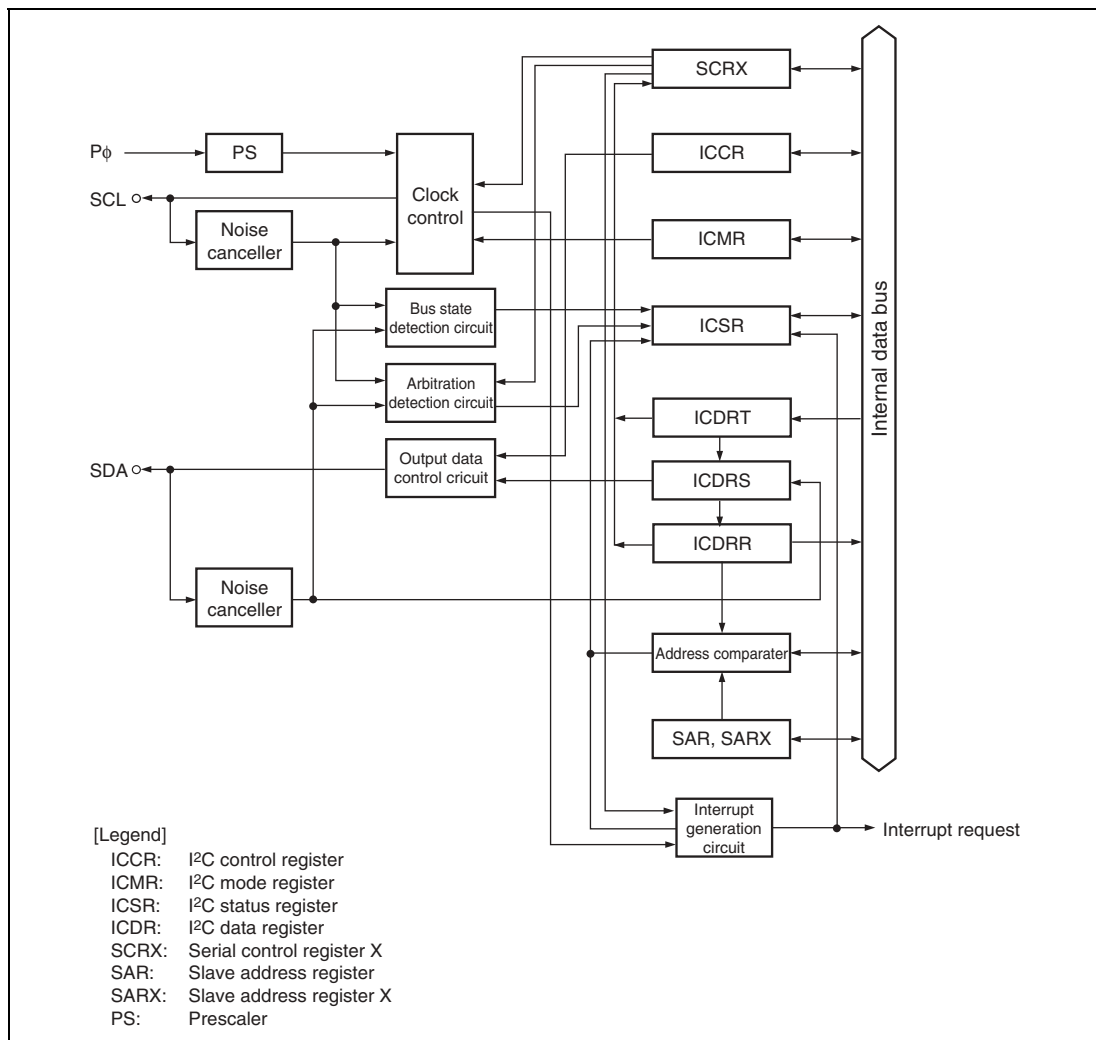 SCRX
Pϕ
PS
ICCR
SCL
Clock
control
Noise
canceller
ICMR
Bus state
detection circuit
ICSR
Internal data bus
Arbitration
detection circuit
ICDRT
SDA
Output data
control cricuit
ICDRS
ICDRR
Noise
canceller
Address comparater
SAR, SARX
Interrupt
generation
circuit
Interrupt request
[Legend]
ICCR: I²C control register
ICMR: I²C mode register
ICSR: I²C status register
ICDR: I²C data register
SCRX: Serial control register X
SAR: Slave address register
SARX: Slave address register X
PS: Prescaler